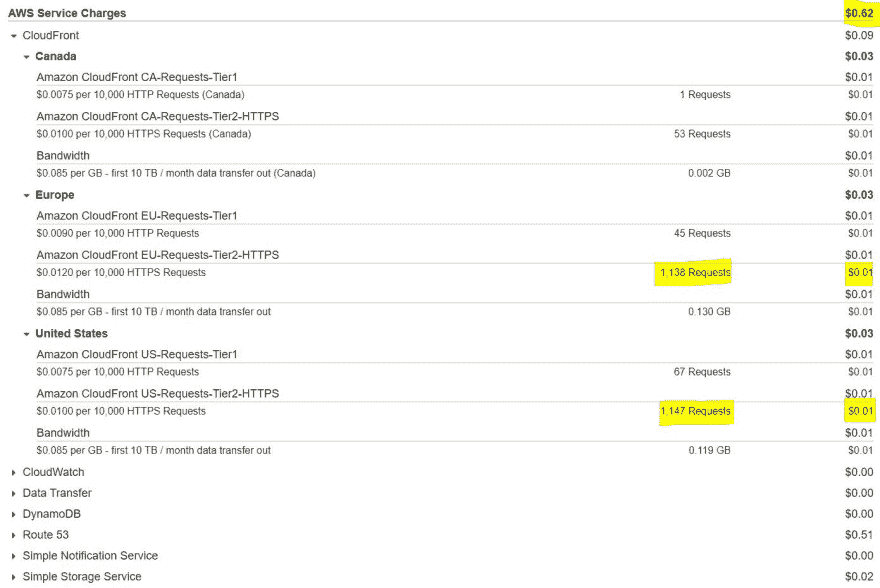 AWS Service Charges $0.62
CloudFront $0.09
Canada $0.03
Amazon CloudFront CA-Requests-Tier1 $0.01
$0.0075 per 10,000 HTTP Requests (Canada) 1 Requests $0.01
Amazon CloudFront CA-Requests-Tier2-HTTPS $0.01
$0.0100 per 10,000 HTTPS Requests (Canada) 53 Requests $0.01
Bandwidth $0.01
$0.085 per GB - first 10 TB / month data transfer out (Canada) 0.002 GB $0.01
Europe $0.03
Amazon CloudFront EU-Requests-Tier1 $0.01
$0.0090 per 10,000 HTTP Requests 45 Requests $0.01
Amazon CloudFront EU-Requests-Tier2-HTTPS $0.01
$0.0120 per 10,000 HTTPS Requests 1,138 Requests $0.01
Bandwidth $0.01
$0.085 per GB - first 10 TB / month data transfer out 0.130 GB $0.01
United States $0.03
Amazon CloudFront US-Requests-Tier1 $0.01
$0.0075 per 10,000 HTTP Requests 67 Requests $0.01
Amazon CloudFront US-Requests-Tier2-HTTPS $0.01
$0.0100 per 10,000 HTTPS Requests 1,147 Requests $0.01
Bandwidth $0.01
$0.085 per GB - first 10 TB / month data transfer out 0.119 GB $0.01
CloudWatch $0.00
Data Transfer $0.00
DynamoDB $0.00
Route 53 $0.51
Simple Notification Service $0.00
Simple Storage Service $0.02